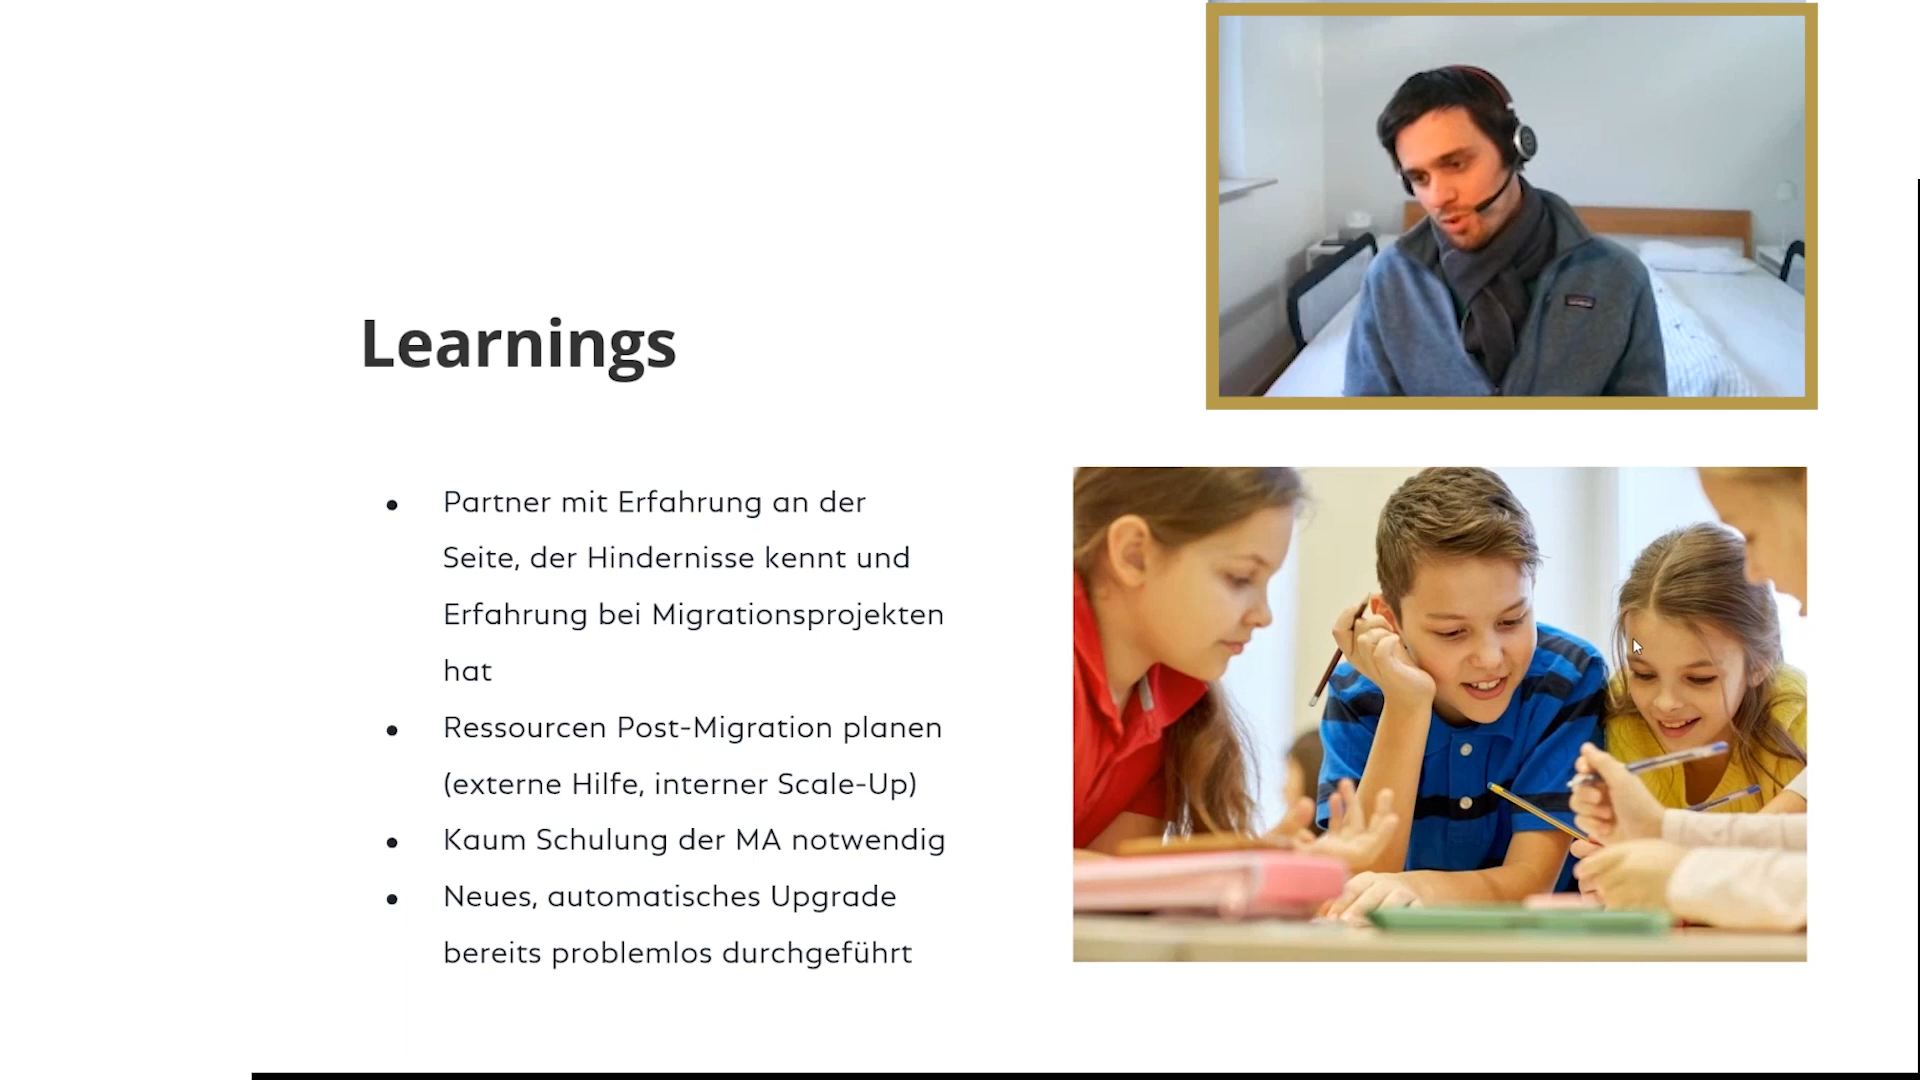 Learnings
• Partner mit Erfahrung an der
Seite, der Hindernisse kennt und
Erfahrung bei Migrationsprojekten
hat
• Ressourcen Post-Migration planen
(externe Hilfe, interner Scale-Up)
• Kaum Schulung der MA notwendig
• Neues, automatisches Upgrade
bereits problemlos durchgeführt